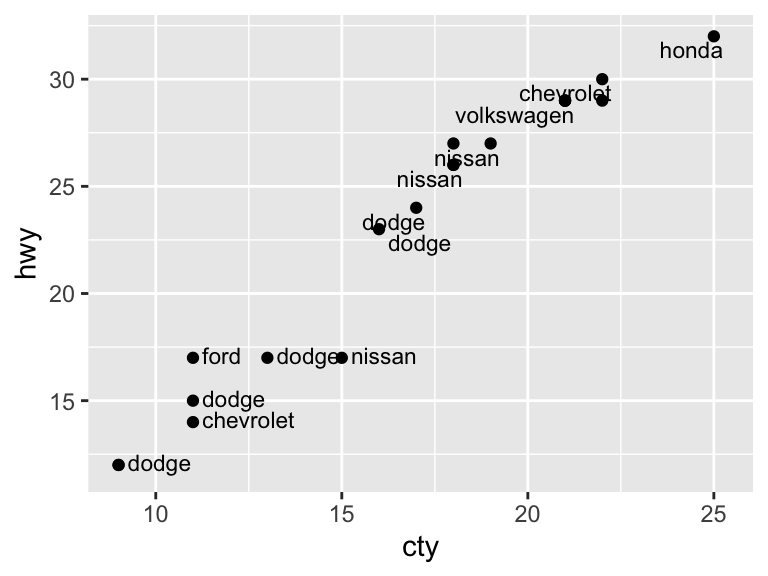 honda
30
chevrolet
volkswagen
nissan
25
nissan
dodge
dodge
hwy
20
ford dodge nissan
15
dodge
chevrolet
dodge
10 15 20 25
cty